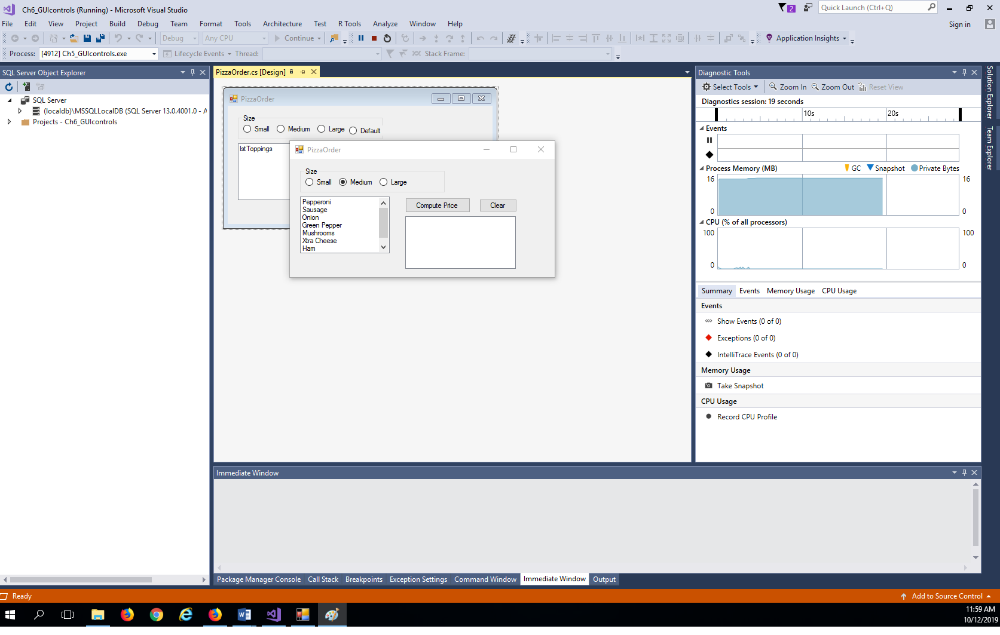 Ch6_GUIcontrols (Running) - Microsoft Visual Studio
2
Quick Launch (Ctrl+Q)
File Edit View Project Build Debug Team Format Tools Architecture Test R Tools Analyze Window Help
Sign in
Debug Any CPU Continue Application Insights
Process: [4912] Ch5_GUIcontrols.exe Lifecycle Events Thread: Stack Frame:
SQL Server Object Explorer
SQL Server
(localdb)\MSSQLLocalDB (SQL Server 13.0.4001.0 - A
Projects - Ch6_GUIcontrols
PizzaOrder.cs [Design]
PizzaOrder
Size
Small Medium Large Default
lstToppings
PizzaOrder
Size
Small Medium Large
Pepperoni
Sausage
Onion
Green Pepper
Mushrooms
Xtra Cheese
Ham
Compute Price Clear
Diagnostic Tools
Select Tools Zoom In Zoom Out Reset View
Diagnostics session: 19 seconds
10s 20s
Events
Process Memory (MB) GC Snapshot Private Bytes
16 16
0 0
CPU (% of all processors)
100 100
0 0
Summary Events Memory Usage CPU Usage
Events
Show Events (0 of 0)
Exceptions (0 of 0)
IntelliTrace Events (0 of 0)
Memory Usage
Take Snapshot
CPU Usage
Record CPU Profile
Solution Explorer
Team Explorer
Immediate Window
Package Manager Console Call Stack Breakpoints Exception Settings Command Window Immediate Window Output
Ready
Add to Source Control
11:59 AM
10/12/2019